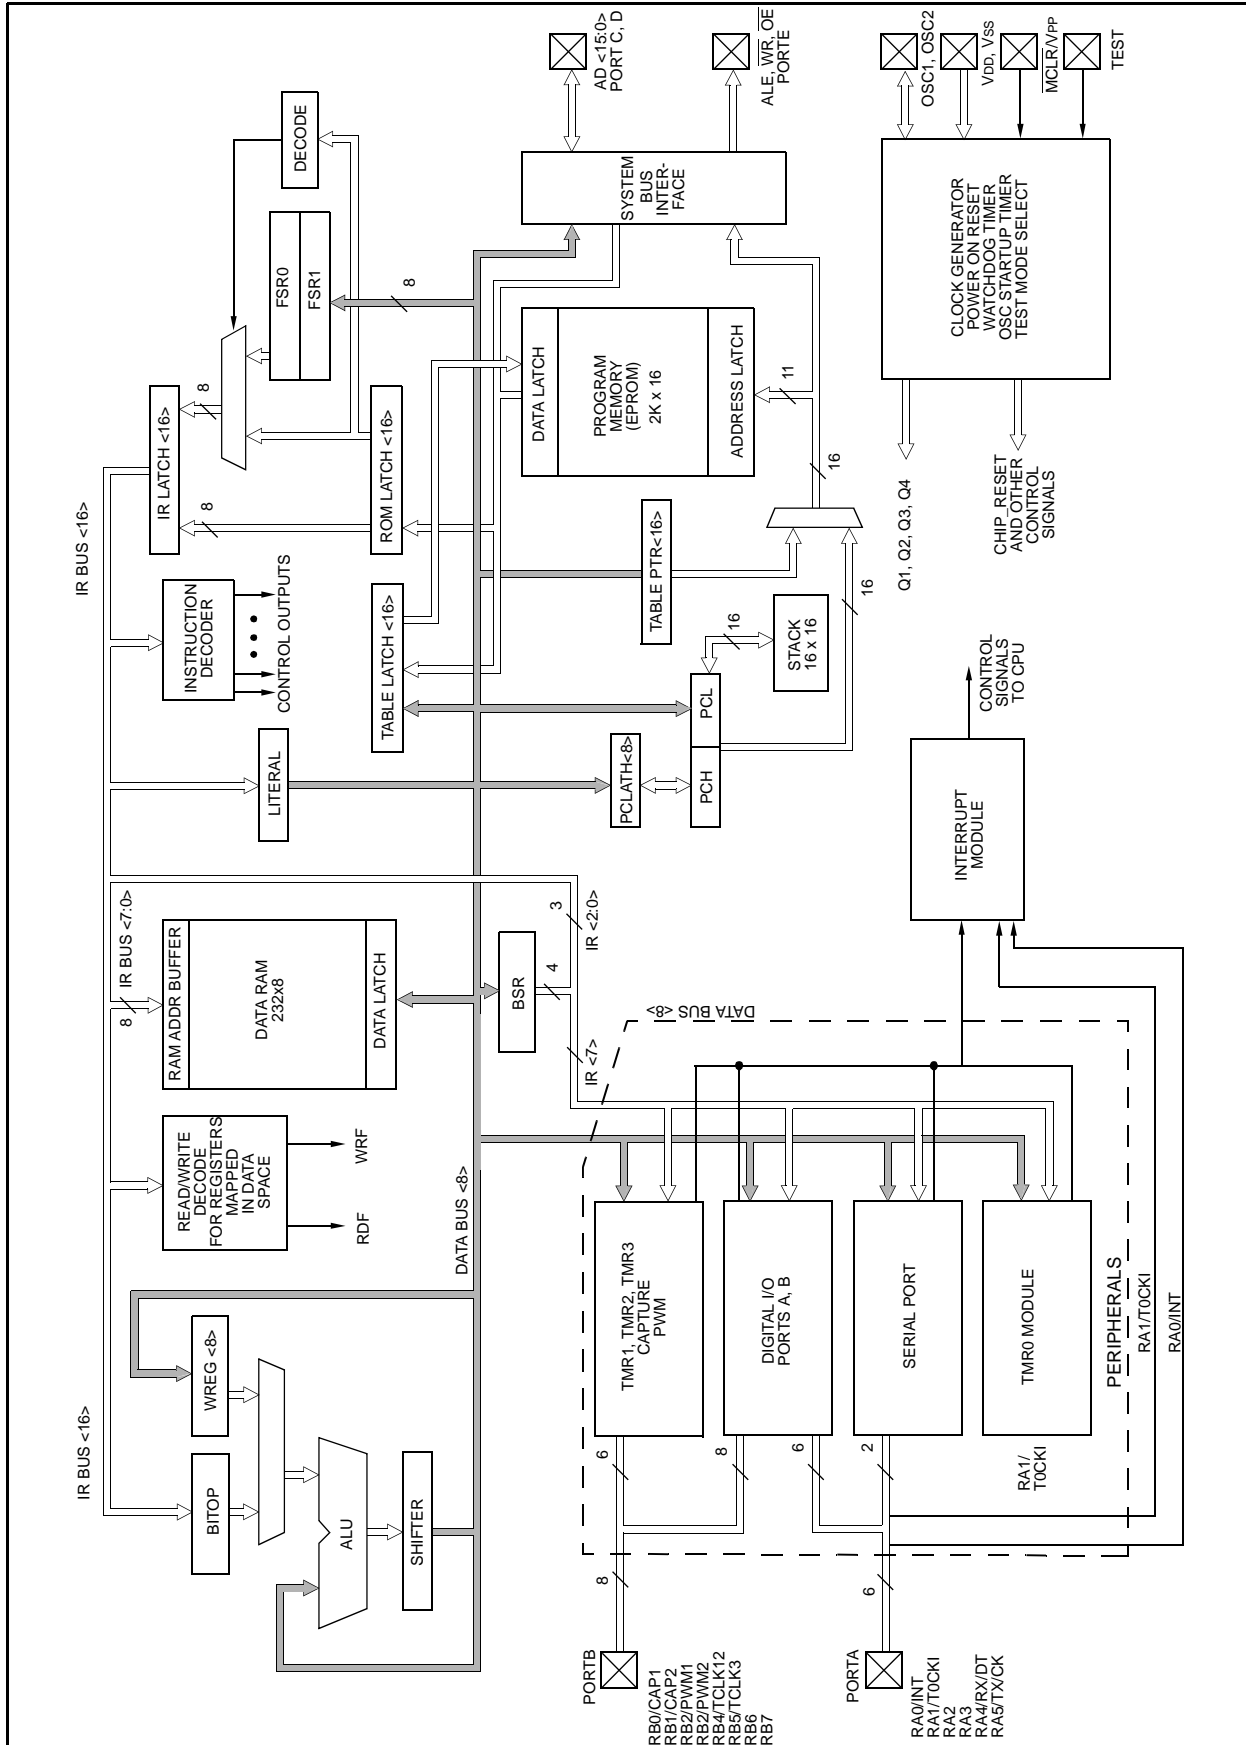 IR BUS <16>
IR BUS <16>
BITOP
WREG <8>
READ/WRITE
DECODE
FOR REGISTERS
MAPPED
IN DATA
SPACE
RDF
WRF
8
IR BUS <7:0>
RAM ADDR BUFFER
DATA RAM
232x8
DATA LATCH
LITERAL
INSTRUCTION
DECODER
CONTROL OUTPUTS
IR LATCH <16>
8
8
FSR0
FSR1
DECODE
8
ALU
SHIFTER
DATA BUS <8>
TABLE LATCH <16>
ROM LATCH <16>
BSR
4
3
IR <2:0>
IR <7>
PCLATH<8>
PCH
PCL
TABLE PTR<16>
16
STACK
16 x 16
16
16
11
DATA LATCH
PROGRAM
MEMORY
(EPROM)
2K x 16
ADDRESS LATCH
SYSTEM
BUS
INTER-
FACE
AD <15:0>
PORT C, D
ALE, WR, OE
PORTE
DATA BUS <8>
PORTB
RB0/CAP1
RB1/CAP2
RB2/PWM1
RB2/PWM2
RB4/TCLK12
RB5/TCLK3
RB6
RB7
8
6
TMR1, TMR2, TMR3
CAPTURE
PWM
8
DIGITAL I/O
PORTS A, B
6
PORTA
RA0/INT
RA1/T0CKI
RA2
RA3
RA4/RX/DT
RA5/TX/CK
6
2
SERIAL PORT
RA1/
T0CKI
TMR0 MODULE
PERIPHERALS
RA1/T0CKI
RA0/INT
INTERRUPT
MODULE
CONTROL
SIGNALS
TO CPU
Q1, Q2, Q3, Q4
CHIP_RESET
AND OTHER
CONTROL
SIGNALS
CLOCK GENERATOR
POWER ON RESET
WATCHDOG TIMER
OSC STARTUP TIMER
TEST MODE SELECT
OSC1, OSC2
VDD, VSS
MCLR/VPP
TEST